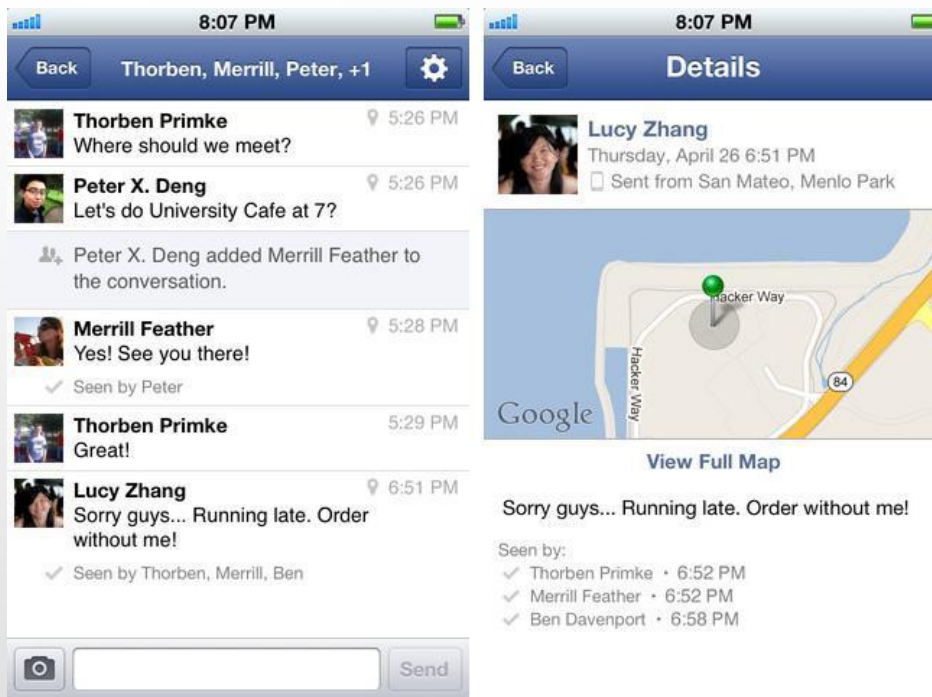 8:07 PM
Back
Thorben, Merrill, Peter, +1
Thorben Primke
5:26 PM
Where should we meet?
Peter X. Deng
5:26 PM
Let's do University Cafe at 7?
Peter X. Deng added Merrill Feather to
the conversation.
Merrill Feather
5:28 PM
Yes! See you there!
Seen by Peter
Thorben Primke
5:29 PM
Great!
Lucy Zhang
6:51 PM
Sorry guys... Running late. Order
without me!
Seen by Thorben, Merrill, Ben
Send
8:07 PM
Back
Details
Lucy Zhang
Thursday, April 26 6:51 PM
Sent from San Mateo, Menlo Park
Hacker Way
Hacker Way
84
Google
View Full Map
Sorry guys... Running late. Order without me!
Seen by:
Thorben Primke • 6:52 PM
Merrill Feather • 6:52 PM
Ben Davenport • 6:58 PM